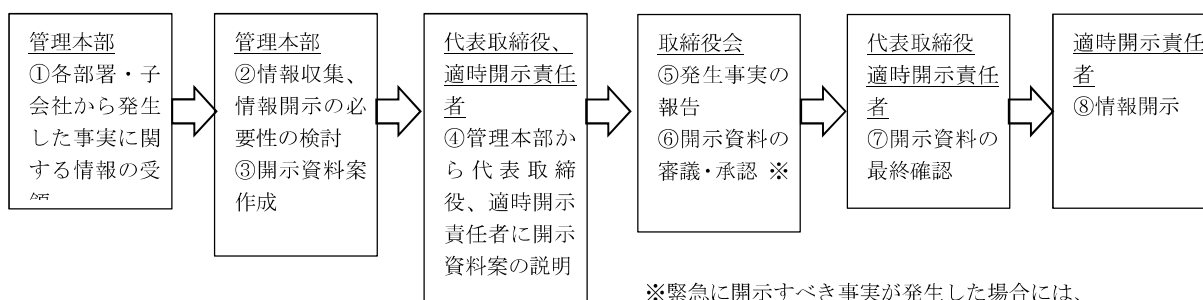 管理本部
①各部署・子
会社から発生
した事実に関
する情報の受
管理本部
②情報収集、
情報開示の必
要性の検討
③開示資料案
作成
代表取締役、
適時開示責任
者
④管理本部か
ら代表取締
役、適時開示
責任者に開示
資料案の説明
取締役会
⑤発生事実の
報告
⑥開示資料の
審議・承認 ※
代表取締役
適時開示責任
者
⑦開示資料の
最終確認
適時開示責任
者
⑧情報開示
※緊急に開示すべき事実が発生した場合には、